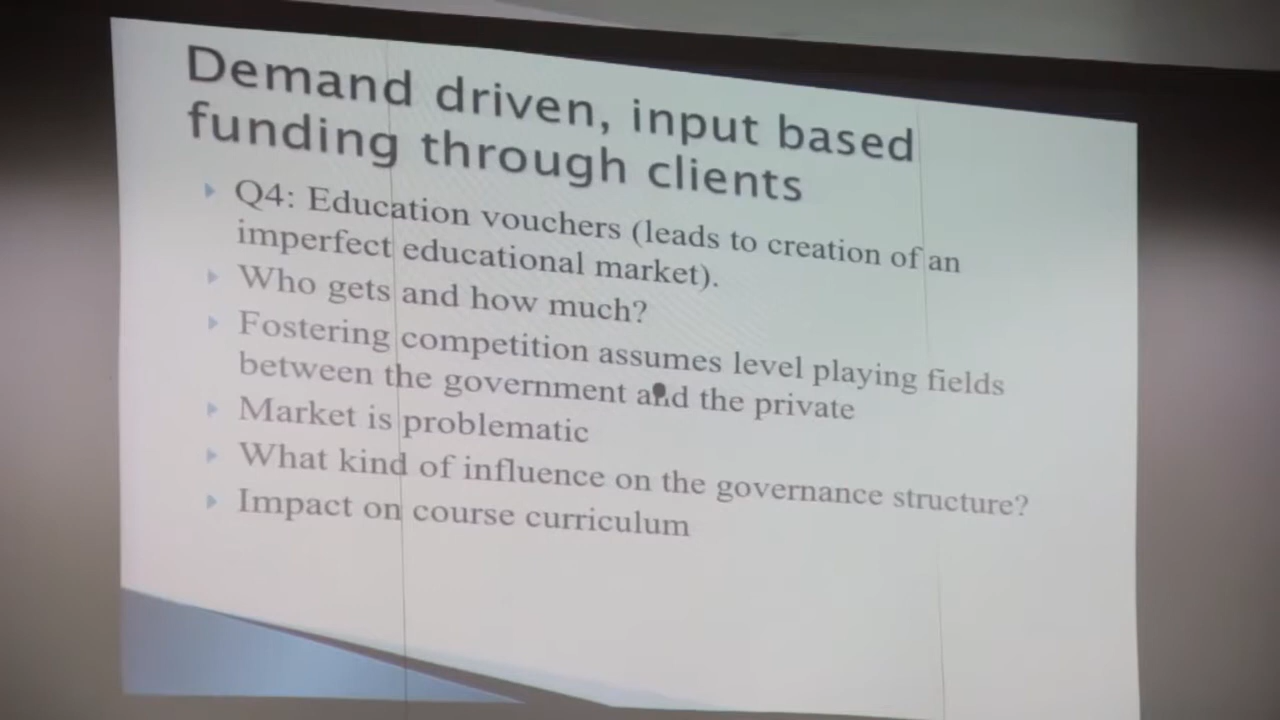 Demand driven, input based
funding through clients
Q4: Education vouchers (leads to creation of an
imperfect educational market).
Who gets and how much?
Fostering competition assumes level playing fields
between the government and the private
Market is problematic
What kind of influence on the governance structure?
Impact on course curriculum